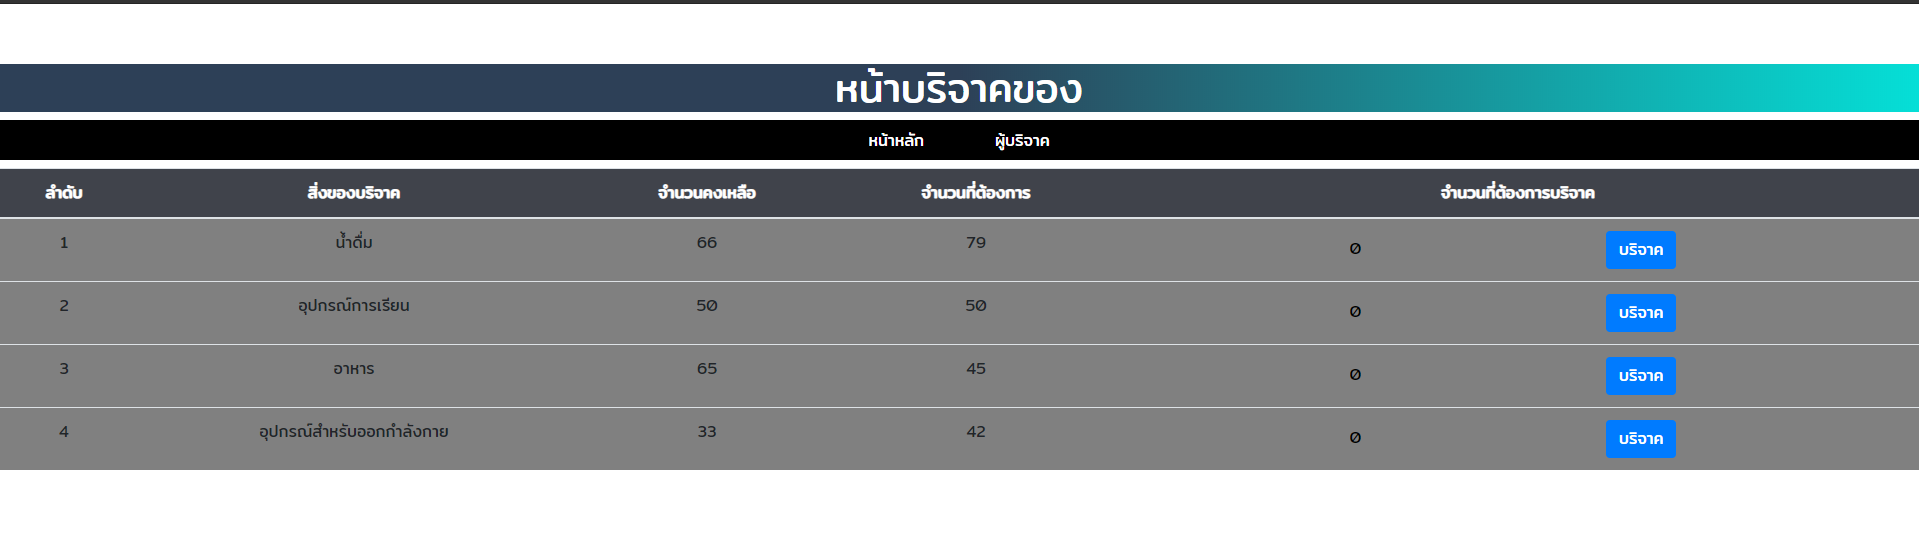 หน้าบริจาคของ
หน้าหลัก ผู้บริจาค
ลำดับ สิ่งของบริจาค จำนวนคงเหลือ จำนวนที่ต้องการ จำนวนที่ต้องการบริจาค
1 น้ำดื่ม 66 79 0 บริจาค
2 อุปกรณ์การเรียน 50 50 0 บริจาค
3 อาหาร 65 45 0 บริจาค
4 อุปกรณ์สำหรับออกกำลังกาย 33 42 0 บริจาค